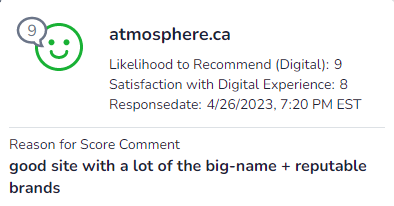 9
atmosphere.ca
Likelihood to Recommend (Digital): 9
Satisfaction with Digital Experience: 8
Responsedate: 4/26/2023, 7:20 PM EST
Reason for Score Comment
good site with a lot of the big-name + reputable
brands